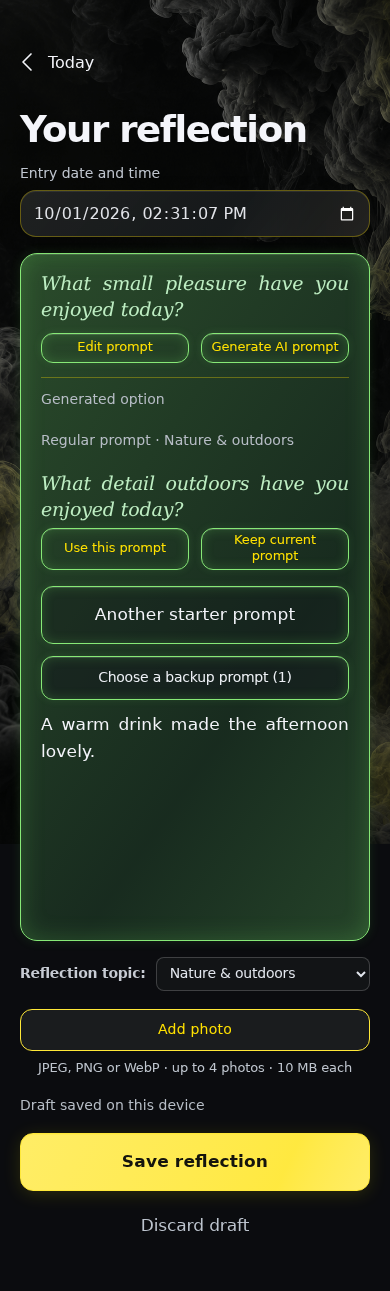 Today
Your reflection
Entry date and time
10/01/2026, 02:31:07 PM
What small pleasure have you
enjoyed today?
Edit prompt
Generate AI prompt
Generated option
Regular prompt · Nature & outdoors
What detail outdoors have you
enjoyed today?
Use this prompt
Keep current
prompt
Another starter prompt
Choose a backup prompt (1)
A warm drink made the afternoon
lovely.
Reflection topic:
Nature & outdoors
Add photo
JPEG, PNG or WebP · up to 4 photos · 10 MB each
Draft saved on this device
Save reflection
Discard draft